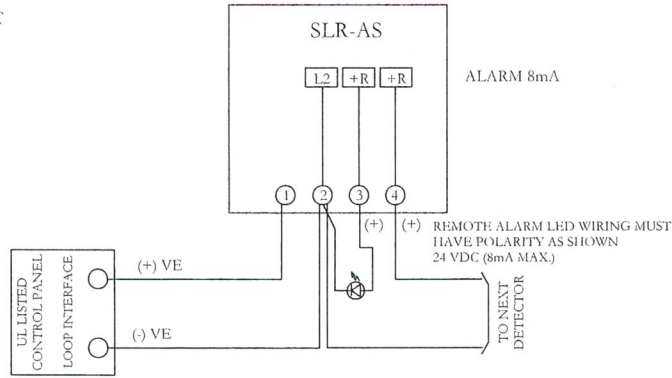 SLR-AS
L2 +R +R
ALARM 8mA
1 2 3 4
(+) (+) REMOTE ALARM LED WIRING MUST
HAVE POLARITY AS SHOWN
24 VDC (8mA MAX.)
(+) VE
UL LISTED
CONTROL PANEL
LOOP INTERFACE
(-) VE
TO NEXT
DETECTOR